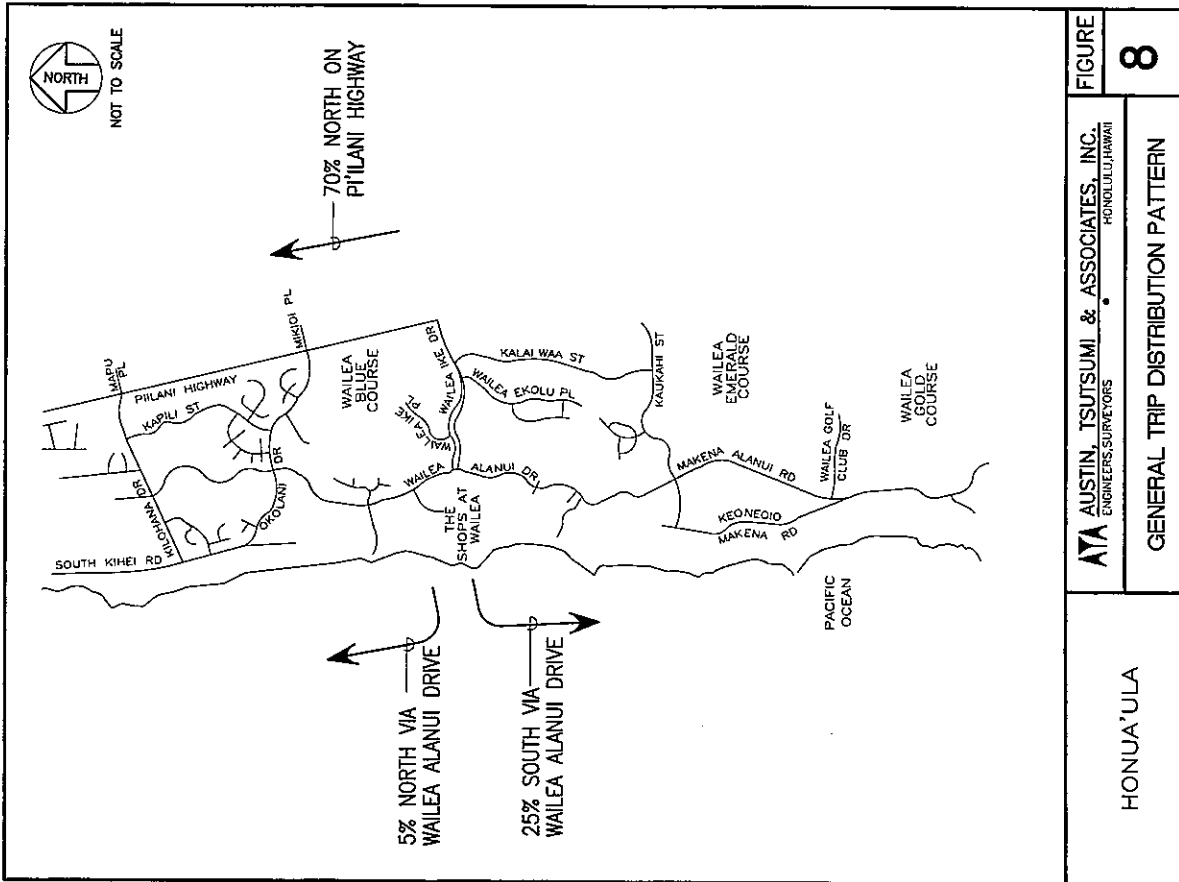 NORTH
NOT TO SCALE
70% NORTH ON
PI'ILANI HIGHWAY
MAPU
PL
PIILANI HIGHWAY
KAPILI ST
MIKIOI PL
KILOHANA DR
SOUTH KIHEI RD
OKOLANI DR
WAILEA
BLUE
COURSE
WAILEA IKE DR
WAILEA IKE
PL
KALAI WAA ST
WAILEA EKOLU PL
WAILEA ALANUI DR
THE
SHOP'S AT
WAILEA
KAUKAHI ST
WAILEA
EMERALD
COURSE
5% NORTH VIA
WAILEA ALANUI DRIVE
25% SOUTH VIA
WAILEA ALANUI DRIVE
MAKENA ALANUI RD
WAILEA GOLF
CLUB DR
KEONEOIO
MAKENA RD
WAILEA
GOLD
COURSE
PACIFIC
OCEAN
HONUA'ULA
ATA AUSTIN, TSUTSUMI & ASSOCIATES, INC.
ENGINEERS, SURVEYORS • HONOLULU, HAWAII
GENERAL TRIP DISTRIBUTION PATTERN
FIGURE
8